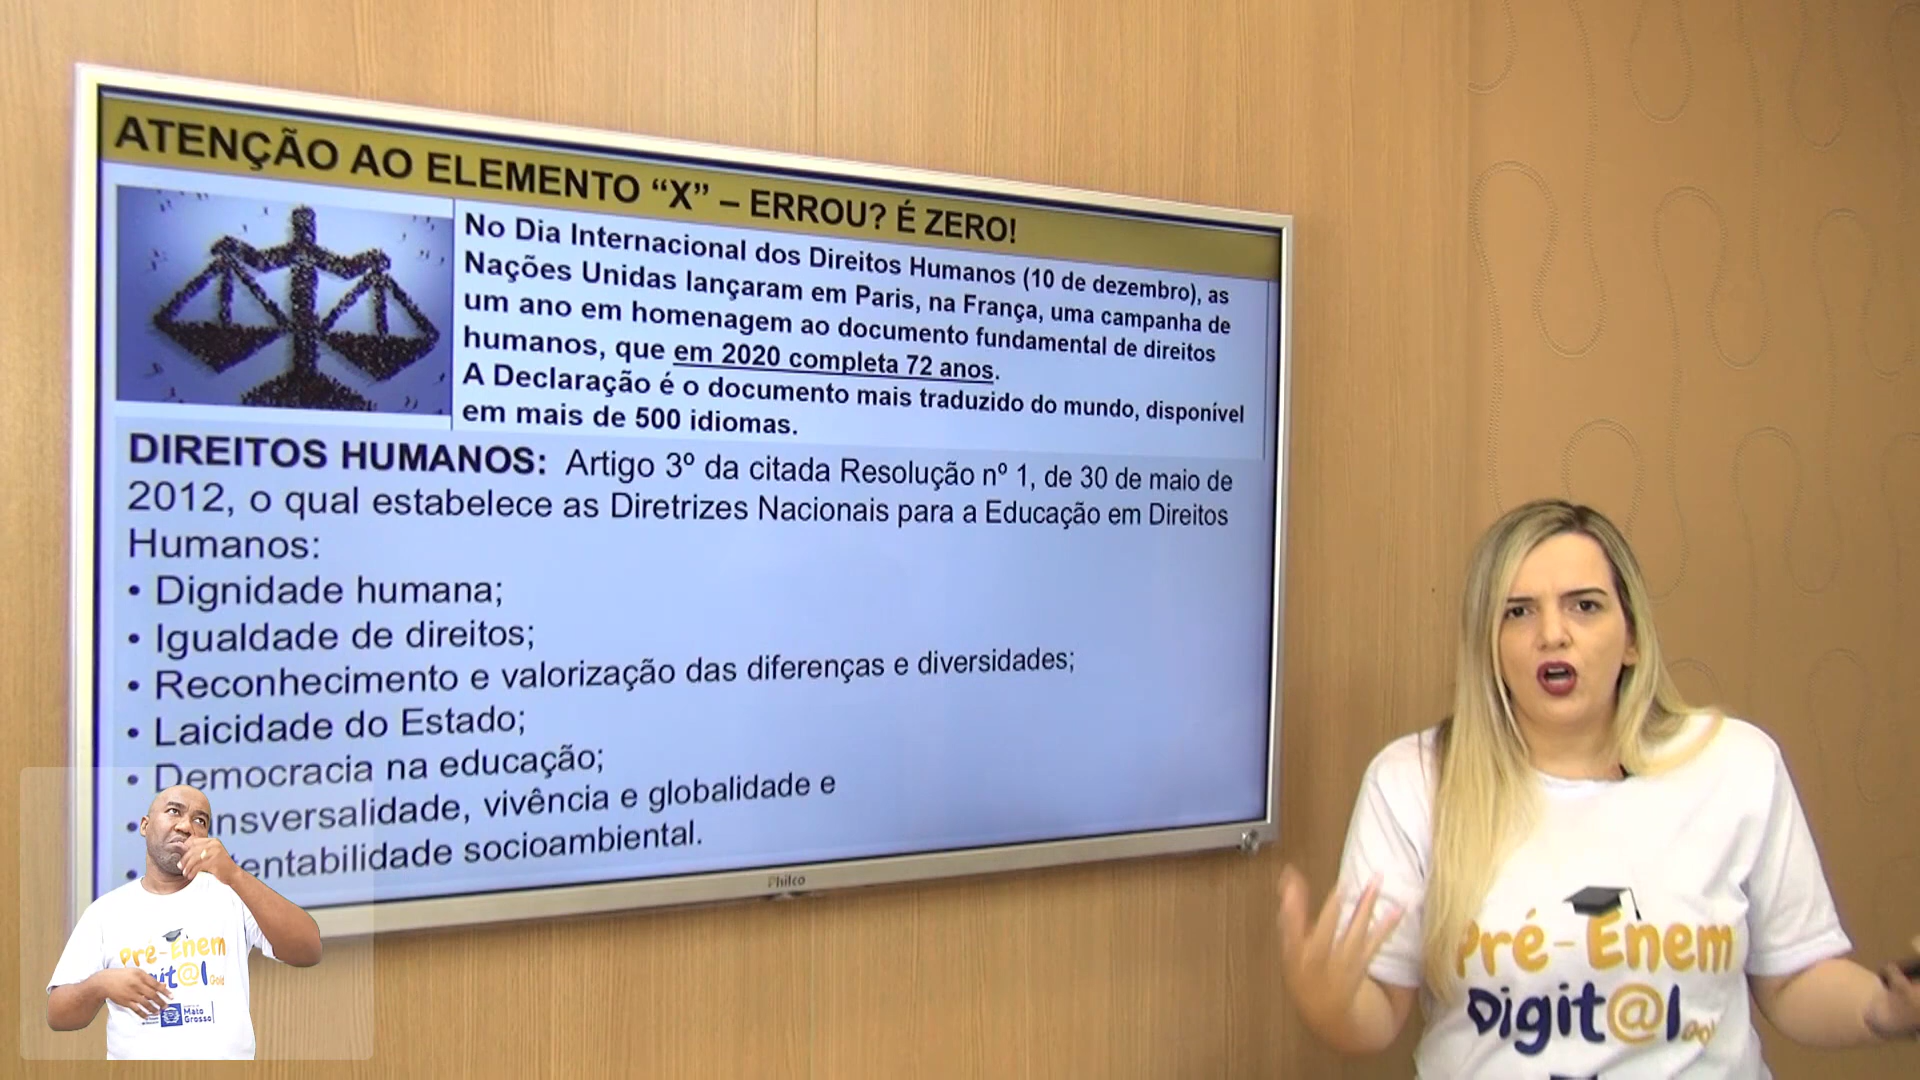 ATENÇÃO AO ELEMENTO “X” – ERROU? É ZERO!
No Dia Internacional dos Direitos Humanos (10 de dezembro), as
Nações Unidas lançaram em Paris, na França, uma campanha de
um ano em homenagem ao documento fundamental de direitos
humanos, que em 2020 completa 72 anos.
A Declaração é o documento mais traduzido do mundo, disponível
em mais de 500 idiomas.
DIREITOS HUMANOS: Artigo 3º da citada Resolução nº 1, de 30 de maio de
2012, o qual estabelece as Diretrizes Nacionais para a Educação em Direitos
Humanos:
• Dignidade humana;
• Igualdade de direitos;
• Reconhecimento e valorização das diferenças e diversidades;
• Laicidade do Estado;
• Democracia na educação;
• nsversalidade, vivência e globalidade e
• entabilidade socioambiental.
Philco
Pré-Enem
Digit@l
Pré-Enem
it@l Go!
Mato
Grosso